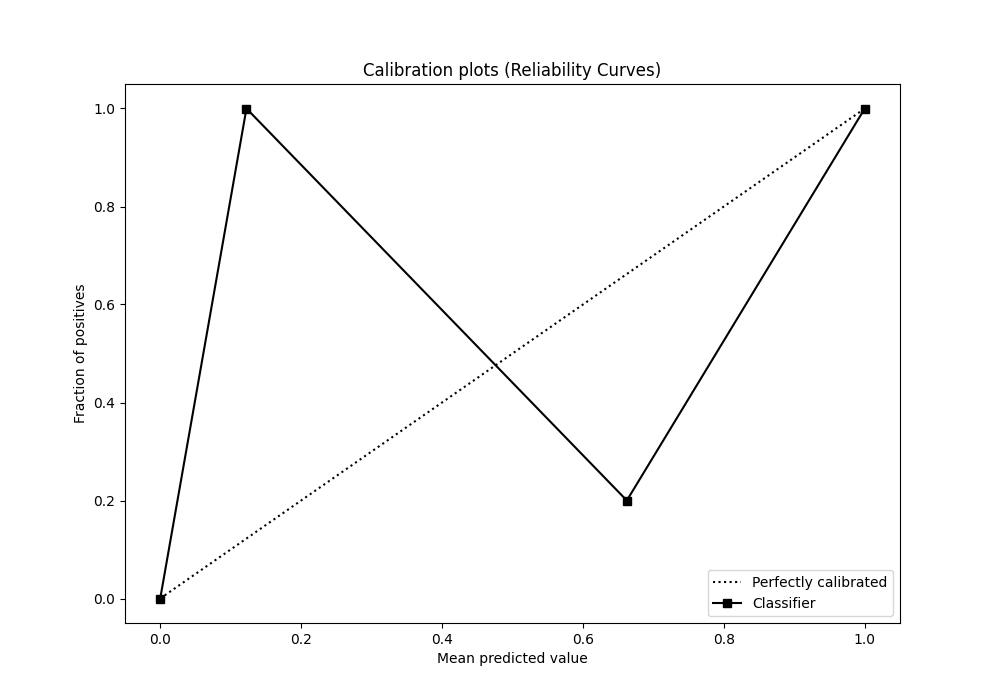 Calibration plots (Reliability Curves)
1.0
0.8
0.6
0.4
0.2
0.0
Fraction of positives
0.0 0.2 0.4 0.6 0.8 1.0
Mean predicted value
Perfectly calibrated
Classifier